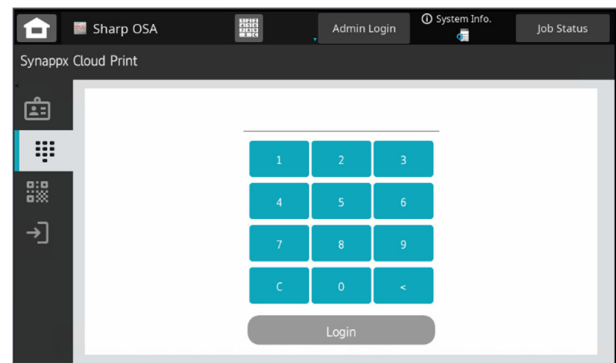 Sharp OSA
Admin Login
System Info.
Job Status
Synappx Cloud Print
1 2 3
4 5 6
7 8 9
C 0 <
Login